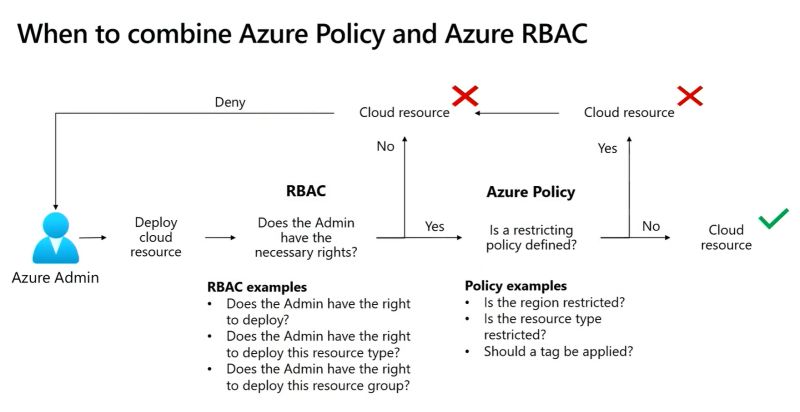 When to combine Azure Policy and Azure RBAC
Deny
Cloud resource
Cloud resource
No
Yes
RBAC
Azure Policy
Deploy
cloud
resource
Does the Admin
have the
necessary rights?
Yes
Is a restricting
policy defined?
No
Cloud
resource
Azure Admin
RBAC examples
• Does the Admin have the right
to deploy?
• Does the Admin have the right
to deploy this resource type?
• Does the Admin have the right
to deploy this resource group?
Policy examples
• Is the region restricted?
• Is the resource type
restricted?
• Should a tag be applied?